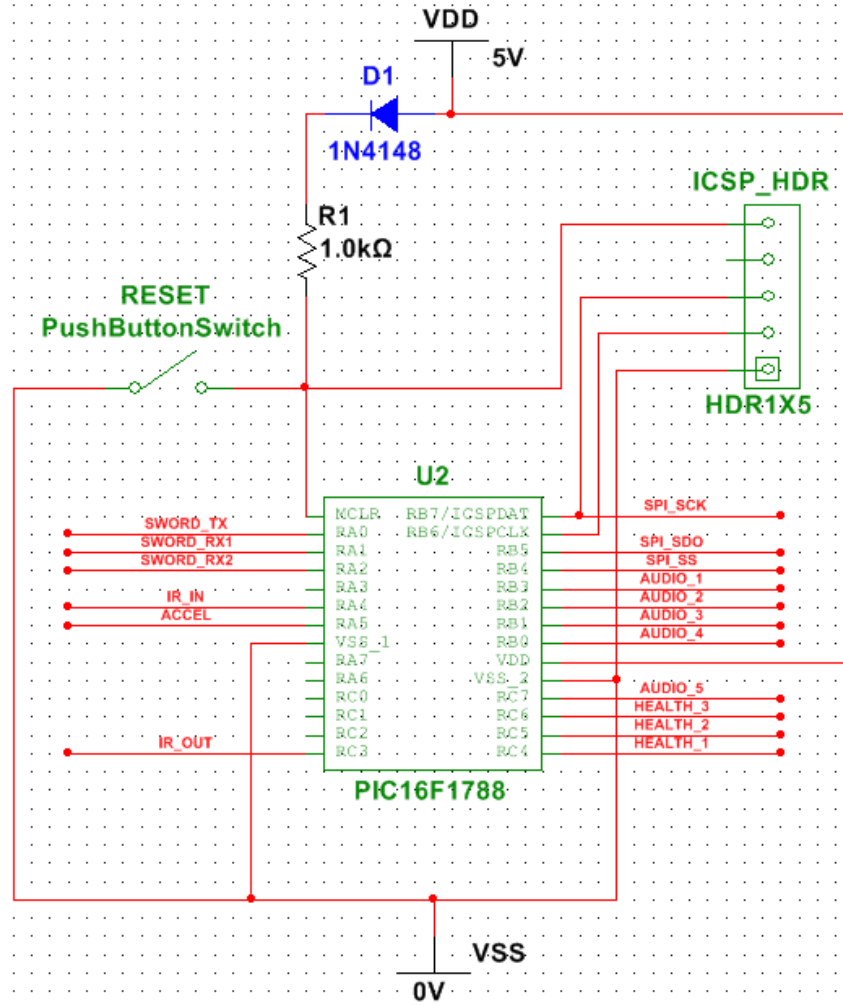 VDD
5V
D1
1N4148
ICSP_HDR
R1
1.0kΩ
RESET
PushButtonSwitch
HDR1X5
U2
MCLR RB7/ICSPDAT SPI_SCK
SWORD_TX RA0 RB6/ICSPCLX
SWORD_RX1 RA1 RB5 SPI_SDO
SWORD_RX2 RA2 RB4 SPI_SS
RA3 RB3 AUDIO_1
IR_IN RA4 RB2 AUDIO_2
ACCEL RA5 RB1 AUDIO_3
VSS_1 RB0 AUDIO_4
RA7 VDD
RA6 VSS_2
RC0 RC7 AUDIO_5
RC1 RC6 HEALTH_3
RC2 RC5 HEALTH_2
IR_OUT RC3 RC4 HEALTH_1
PIC16F1788
VSS
0V